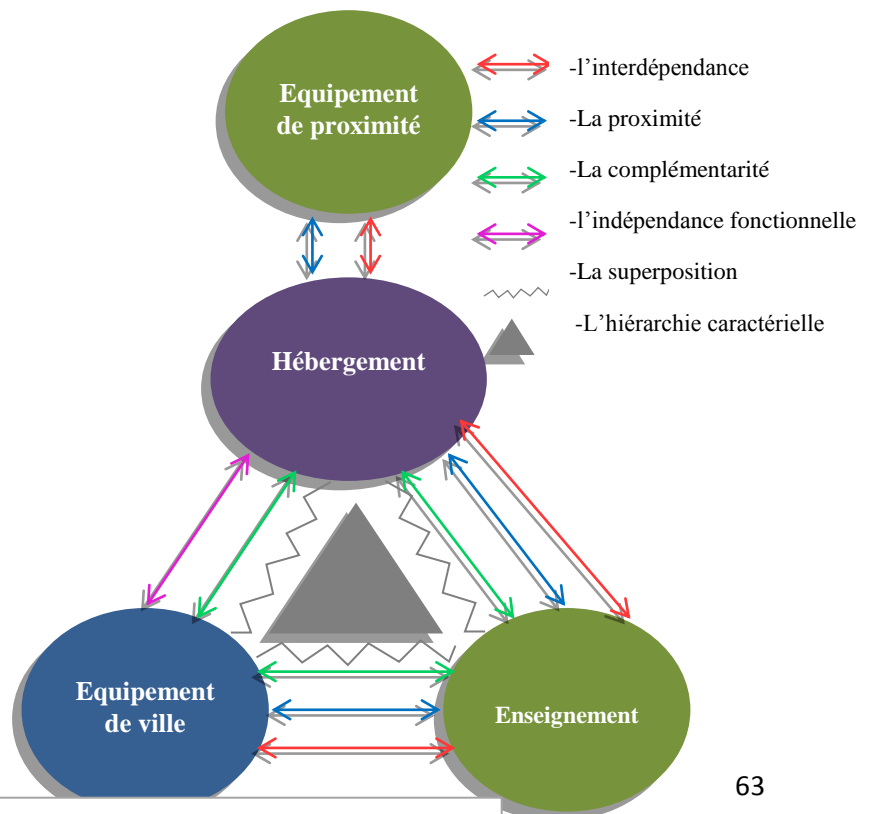 Equipement
de proximité
-l’interdépendance
-La proximité
-La complémentarité
-l’indépendance fonctionnelle
-La superposition
-L’hiérarchie caractérielle
Hébergement
Equipement
de ville
Enseignement
63